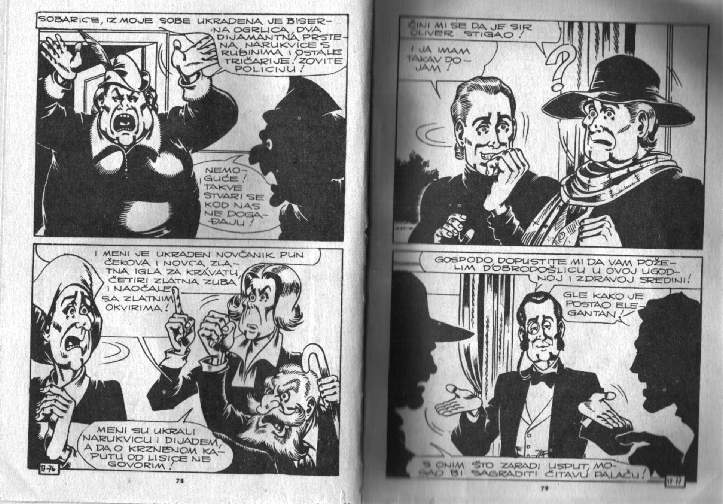 SOBARICE, IZ MOJE SOBE UKRADENA JE BISER-
NA OGRLICA, DVA
DIJAMANTNA PRSTE-
NA, NARUKVICE S
RUBINIMA I OSTALE
TRIČARIJE! ZOVITE
POLICIJU!
NEMO-
GUĆE!
TAKVE
STVARI SE
KOD NAS
NE DOGA-
ĐAJU!
I MENI JE UKRADEN NOVČANIK PUN
ČEKOVA I NOVCA, ZLA-
TNA IGLA ZA KRAVATU,
ČETIRI ZLATNA ZUBA
I NAOČALE
SA ZLATNIM
OKVIRIMA!
MENI SU UKRALI
NARUKVICU I DIJADEM,
A DA O KRZNENOM KA-
PUTU OD LISICE NE
GOVORIM!
78
ČINI MI SE DA JE SIR
OLIVER STIGAO!
I JA IMAM
TAKAV DO-
JAM!
?
GOSPODO DOPUSTITE MI DA VAM POŽE-
LIM DOBRODOŠLICU U OVOJ UGOD-
NOJ I ZDRAVOJ SREDINI!
GLE KAKO JE
POSTAO ELE-
GANTAN!
S ONIM ŠTO ZARADI USPUT, MO-
GAO BI SAGRADITI ČITAVU PALAČU!
79